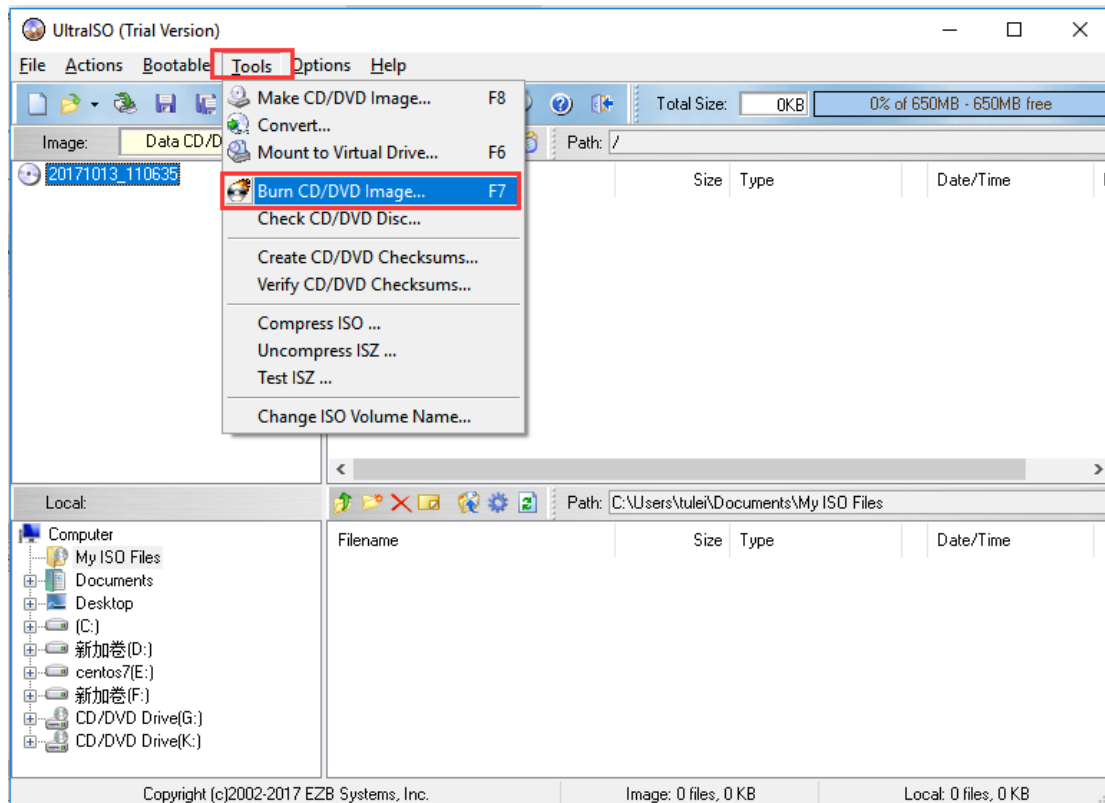 UltraISO (Trial Version)
File Actions Bootable Tools Options Help
Total Size: 0KB 0% of 650MB - 650MB free
Image: Data CD/D
Path: /
20171013_110635
Size Type Date/Time
Make CD/DVD Image... F8
Convert...
Mount to Virtual Drive... F6
Burn CD/DVD Image... F7
Check CD/DVD Disc...
Create CD/DVD Checksums...
Verify CD/DVD Checksums...
Compress ISO ...
Uncompress ISZ ...
Test ISZ ...
Change ISO Volume Name...
Local:
Path: C:\Users\tulei\Documents\My ISO Files
Filename Size Type Date/Time
Computer
My ISO Files
Documents
Desktop
(C:)
新加卷(D:)
centos7(E:)
新加卷(F:)
CD/DVD Drive(G:)
CD/DVD Drive(K:)
Copyright (c)2002-2017 EZB Systems, Inc. Image: 0 files, 0 KB Local: 0 files, 0 KB